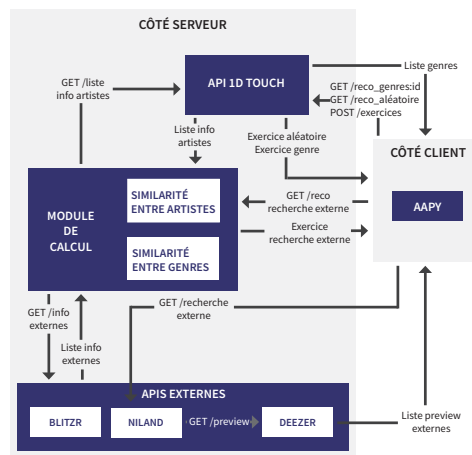 CÔTÉ SERVEUR
API 1D TOUCH
Liste genres
GET /liste
info artistes
GET /reco_genres:id
GET /reco_aléatoire
POST /exercices
Liste info
artistes
Exercice aléatoire
Exercice genre
CÔTÉ CLIENT
AAPY
MODULE
DE
CALCUL
SIMILARITÉ
ENTRE ARTISTES
SIMILARITÉ
ENTRE GENRES
GET /reco
recherche externe
Exercice
recherche externe
GET /info
externes
Liste info
externes
GET /recherche
externe
APIS EXTERNES
BLITZR
NILAND
GET /preview
DEEZER
Liste preview
externes